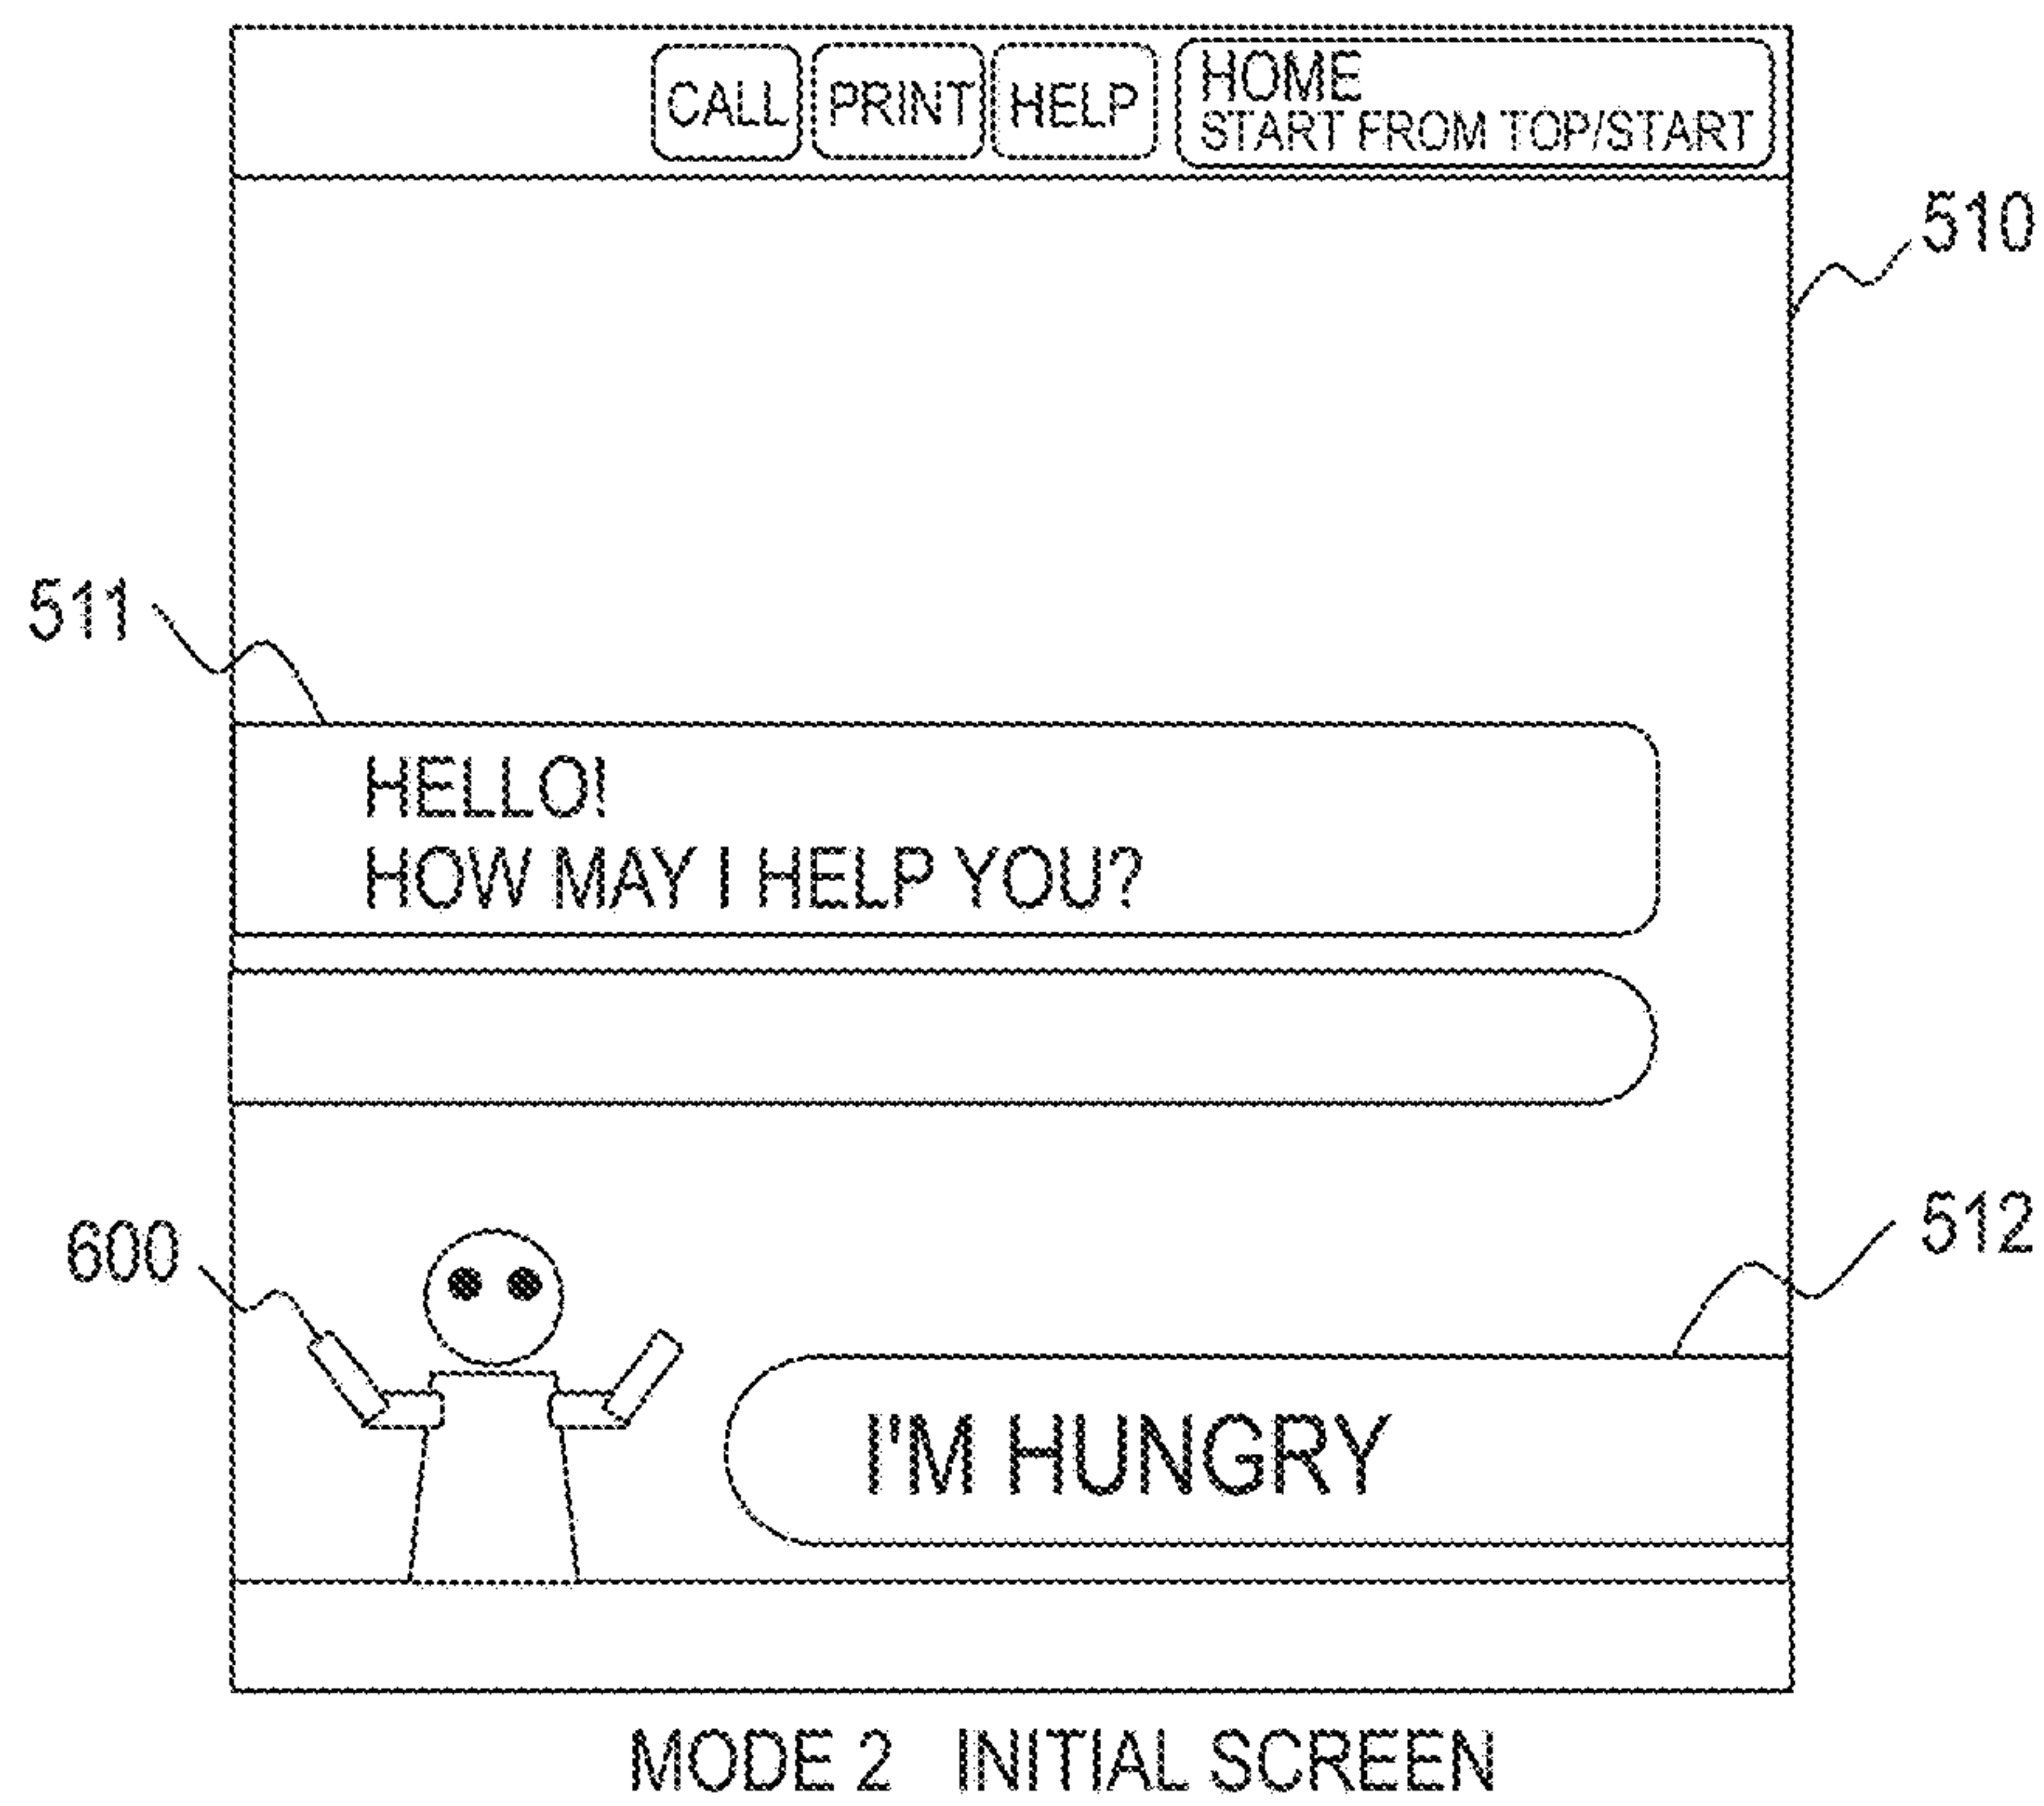 CALL PRINT HELP HOME
START FROM TOP/START
510
511
HELLO!
HOW MAY I HELP YOU?
600
512
I'M HUNGRY
MODE 2 INITIAL SCREEN